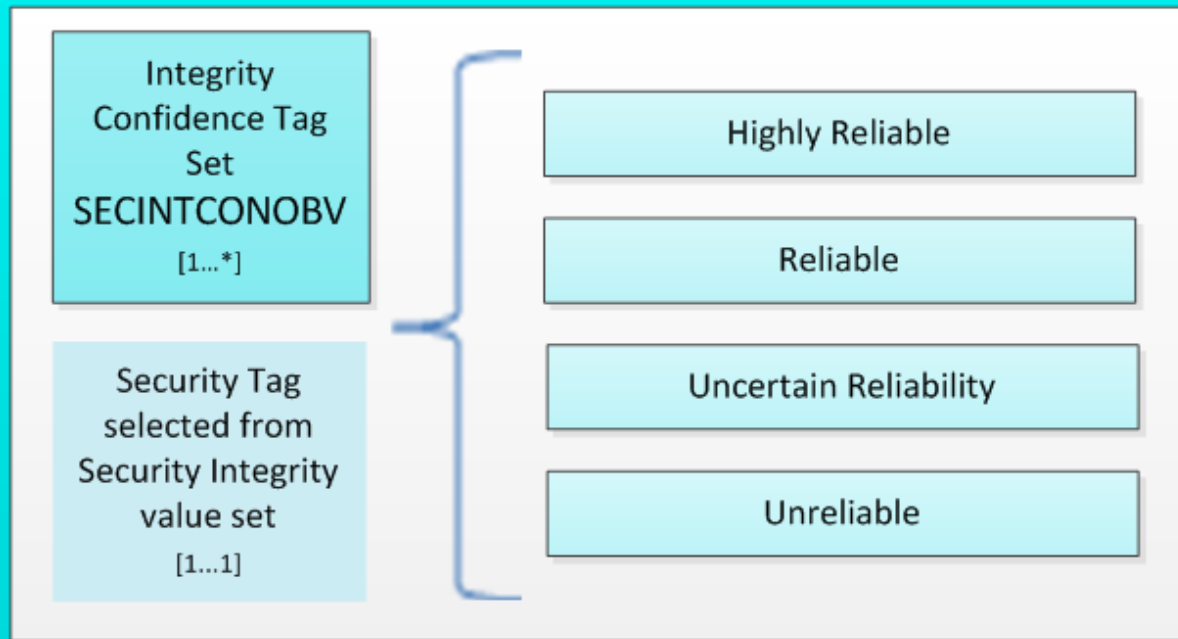 Integrity
Confidence Tag
Set
SECINTCONOBV
[1...*]
Security Tag
selected from
Security Integrity
value set
[1...1]
Highly Reliable
Reliable
Uncertain Reliability
Unreliable